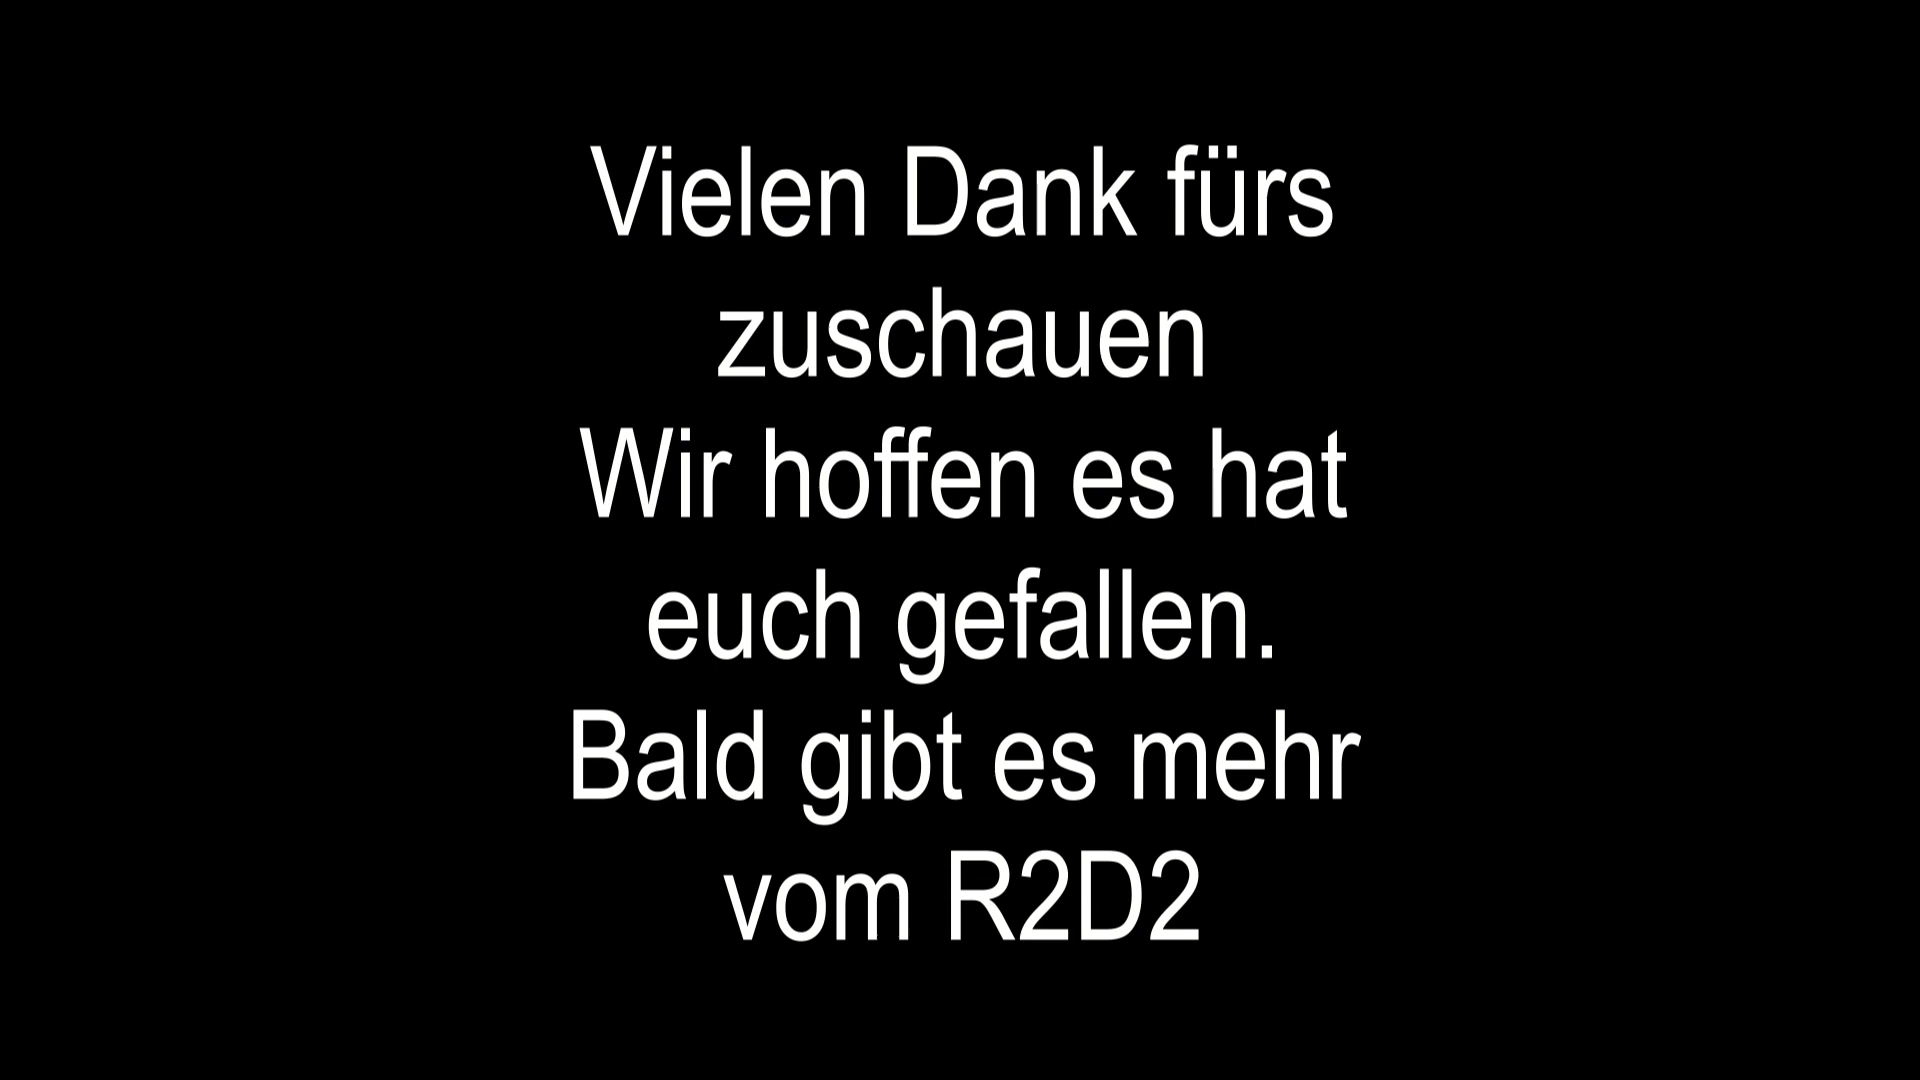 Vielen Dank fürs
zuschauen
Wir hoffen es hat
euch gefallen.
Bald gibt es mehr
vom R2D2